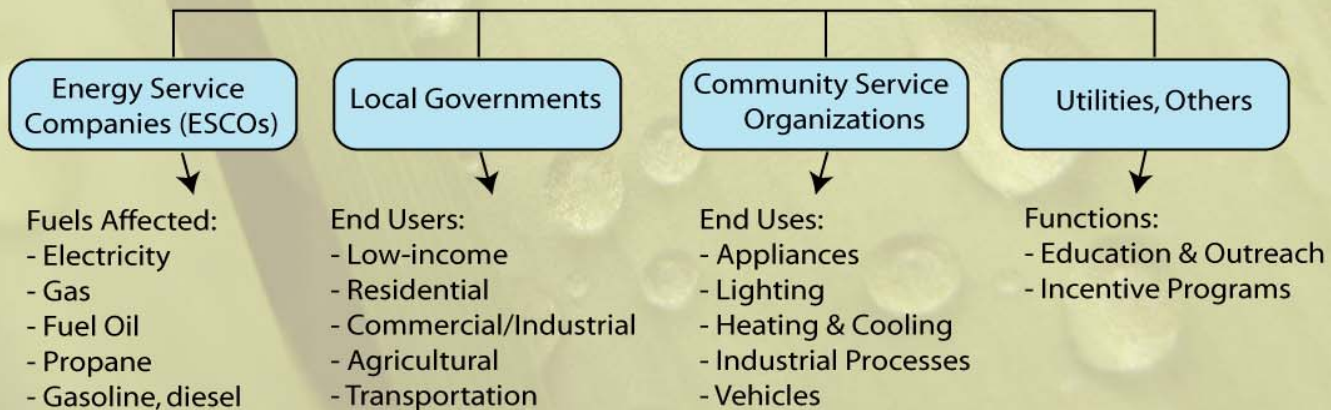 Energy Service
Companies (ESCOs)
Local Governments
Community Service
Organizations
Utilities, Others
Fuels Affected:
- Electricity
- Gas
- Fuel Oil
- Propane
- Gasoline, diesel
End Users:
- Low-income
- Residential
- Commercial/Industrial
- Agricultural
- Transportation
End Uses:
- Appliances
- Lighting
- Heating & Cooling
- Industrial Processes
- Vehicles
Functions:
- Education & Outreach
- Incentive Programs